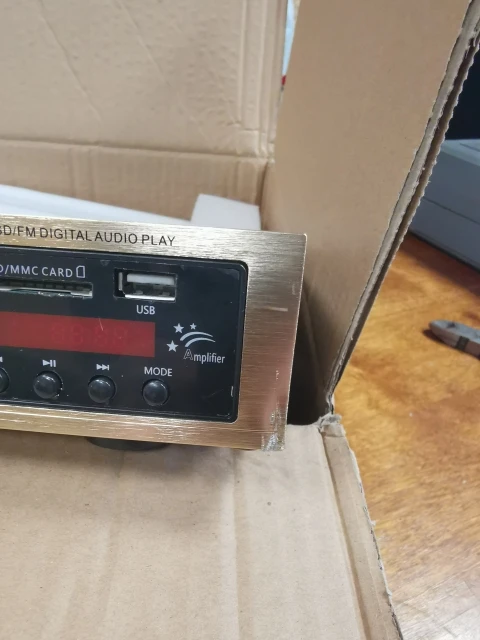 SD/FM DIGITAL AUDIO PLAY
D/MMC CARD
USB
Amplifier
MODE